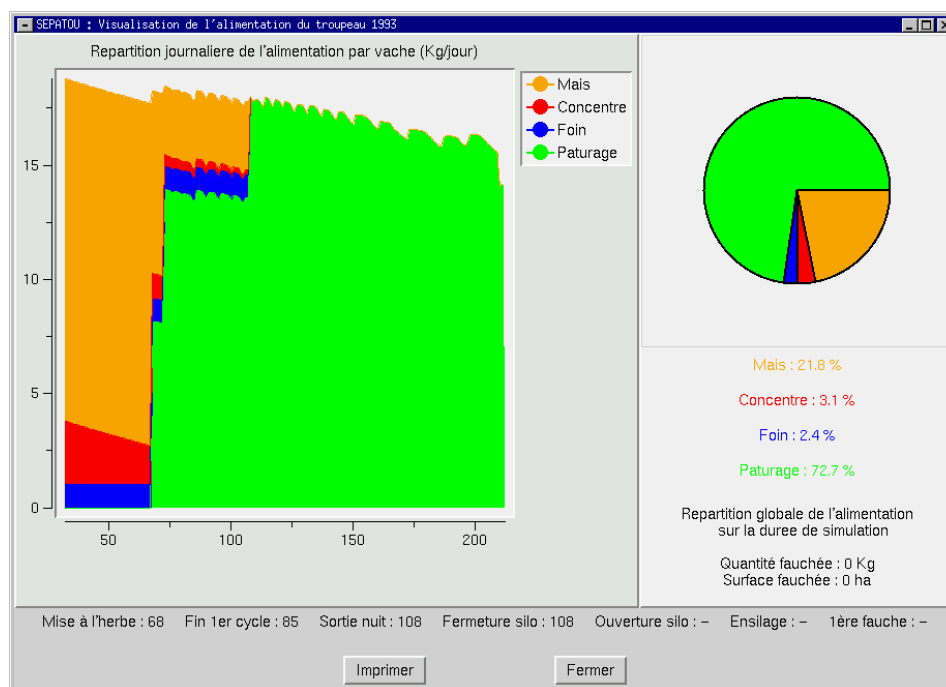 SEPATOU : Visualisation de l'alimentation du troupeau 1993
Repartition journaliere de l'alimentation par vache (Kg/jour)
Mais
Concentre
Foin
Paturage
15
10
5
0
50 100 150 200
Mais : 21.8 %
Concentre : 3.1 %
Foin : 2.4 %
Paturage : 72.7 %
Repartition globale de l'alimentation
sur la duree de simulation
Quantité fauchée : 0 Kg
Surface fauchée : 0 ha
Mise à l'herbe : 68 Fin 1er cycle : 85 Sortie nuit : 108 Fermeture silo : 108 Ouverture silo : – Ensilage : – 1ère fauche : –
Imprimer Fermer